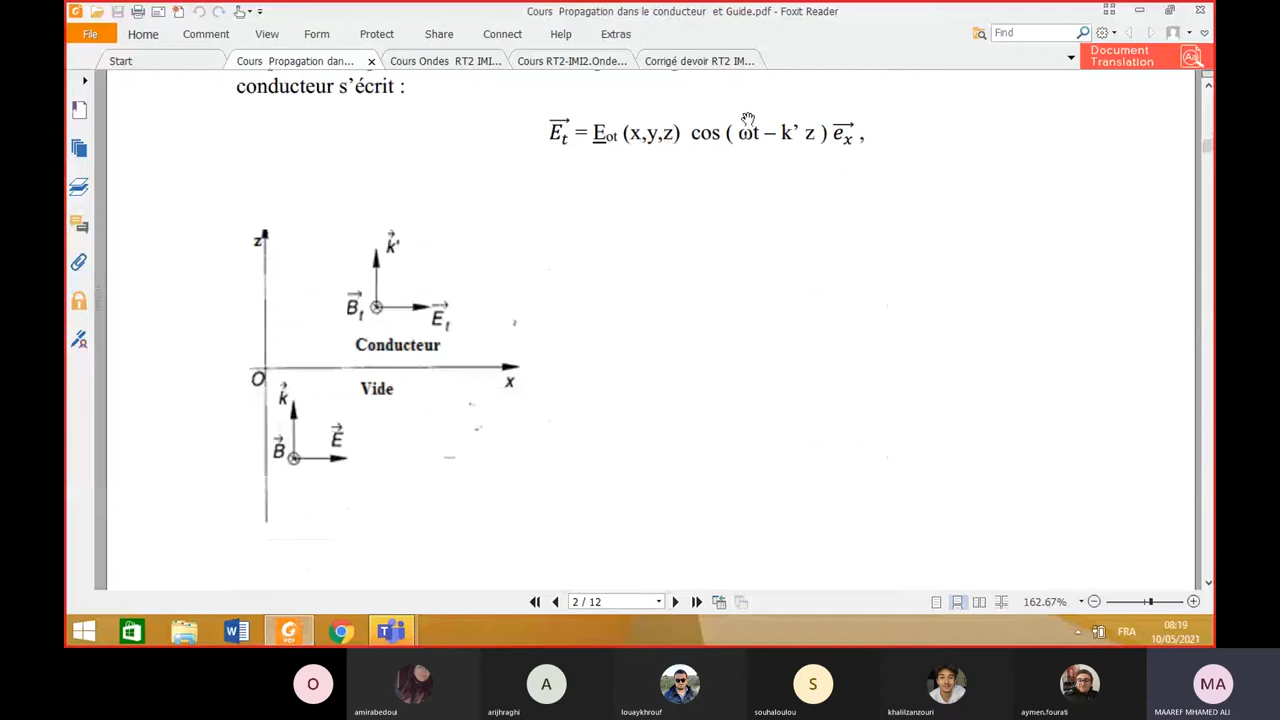 Cours Propagation dans le conducteur et Guide.pdf - Foxit Reader
File Home Comment View Form Protect Share Connect Help Extras Find
Document
Translation
Start Cours Propagation dan... Cours Ondes RT2 IMI... Cours RT2-IMI2.Onde... Corrigé devoir RT2 IM...
conducteur s’écrit :
E⃗t = E̲ot (x,y,z) cos ( ωt – k’ z ) e⃗x ,
z
k⃗'
B⃗t
E⃗t
Conducteur
O
x
Vide
k⃗
B⃗
E⃗
2 / 12
162.67%
FRA
08:19
10/05/2021
O
A
S
MA
amirabedoui
arijhraghi
louaykhrouf
souhaloulou
khalilzanzouri
aymen.fourati
MAAREF MHAMED ALI